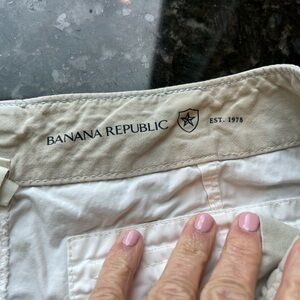 BANANA REPUBLIC EST. 1978